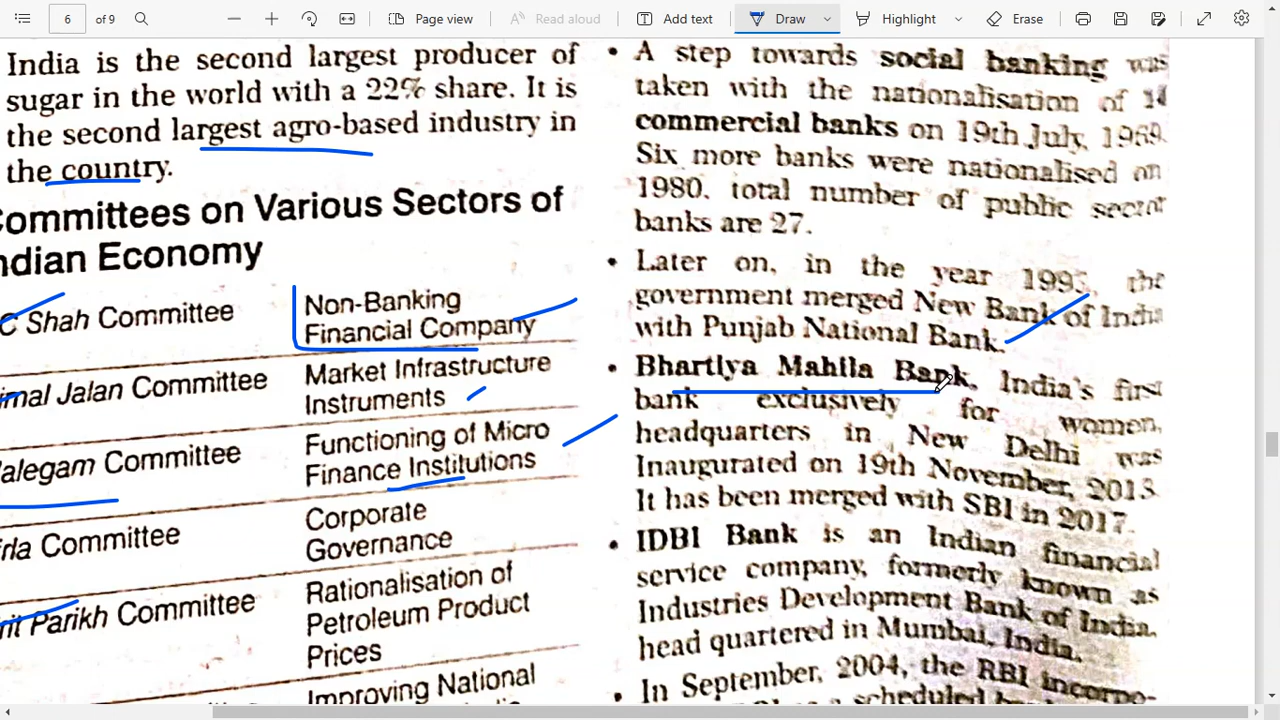 6 of 9
Page view
Read aloud
Add text
Draw
Highlight
Erase
India is the second largest producer of
sugar in the world with a 22% share. It is
the second largest agro-based industry in
the country.
Committees on Various Sectors of
Indian Economy
C Shah Committee
Non-Banking
Financial Company
Jalan Committee
Market Infrastructure
Instruments
alegam Committee
Functioning of Micro
Finance Institutions
rla Committee
Corporate
Governance
rit Parikh Committee
Rationalisation of
Petroleum Product
Prices
Improving National
• A step towards social banking was
taken with the nationalisation of 14
commercial banks on 19th July, 1969.
Six more banks were nationalised on
1980. total number of public sector
banks are 27.
• Later on, in the year 1993, the
government merged New Bank of India
with Punjab National Bank.
• Bhartiya Mahila Bank, India's first
bank exclusively for women,
headquarters in New Delhi was
Inaugurated on 19th November, 2013.
It has been merged with SBI in 2017.
• IDBI Bank is an Indian financial
service company, formerly known as
Industries Development Bank of India,
head quartered in Mumbai, India.
• In September, 2004, the RBI incorpo-
a scheduled